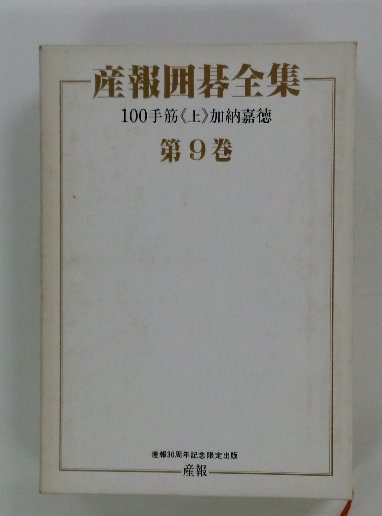 産報囲碁全集
100手筋《上》加納嘉徳
第9巻
産報30周年記念限定出版
産報